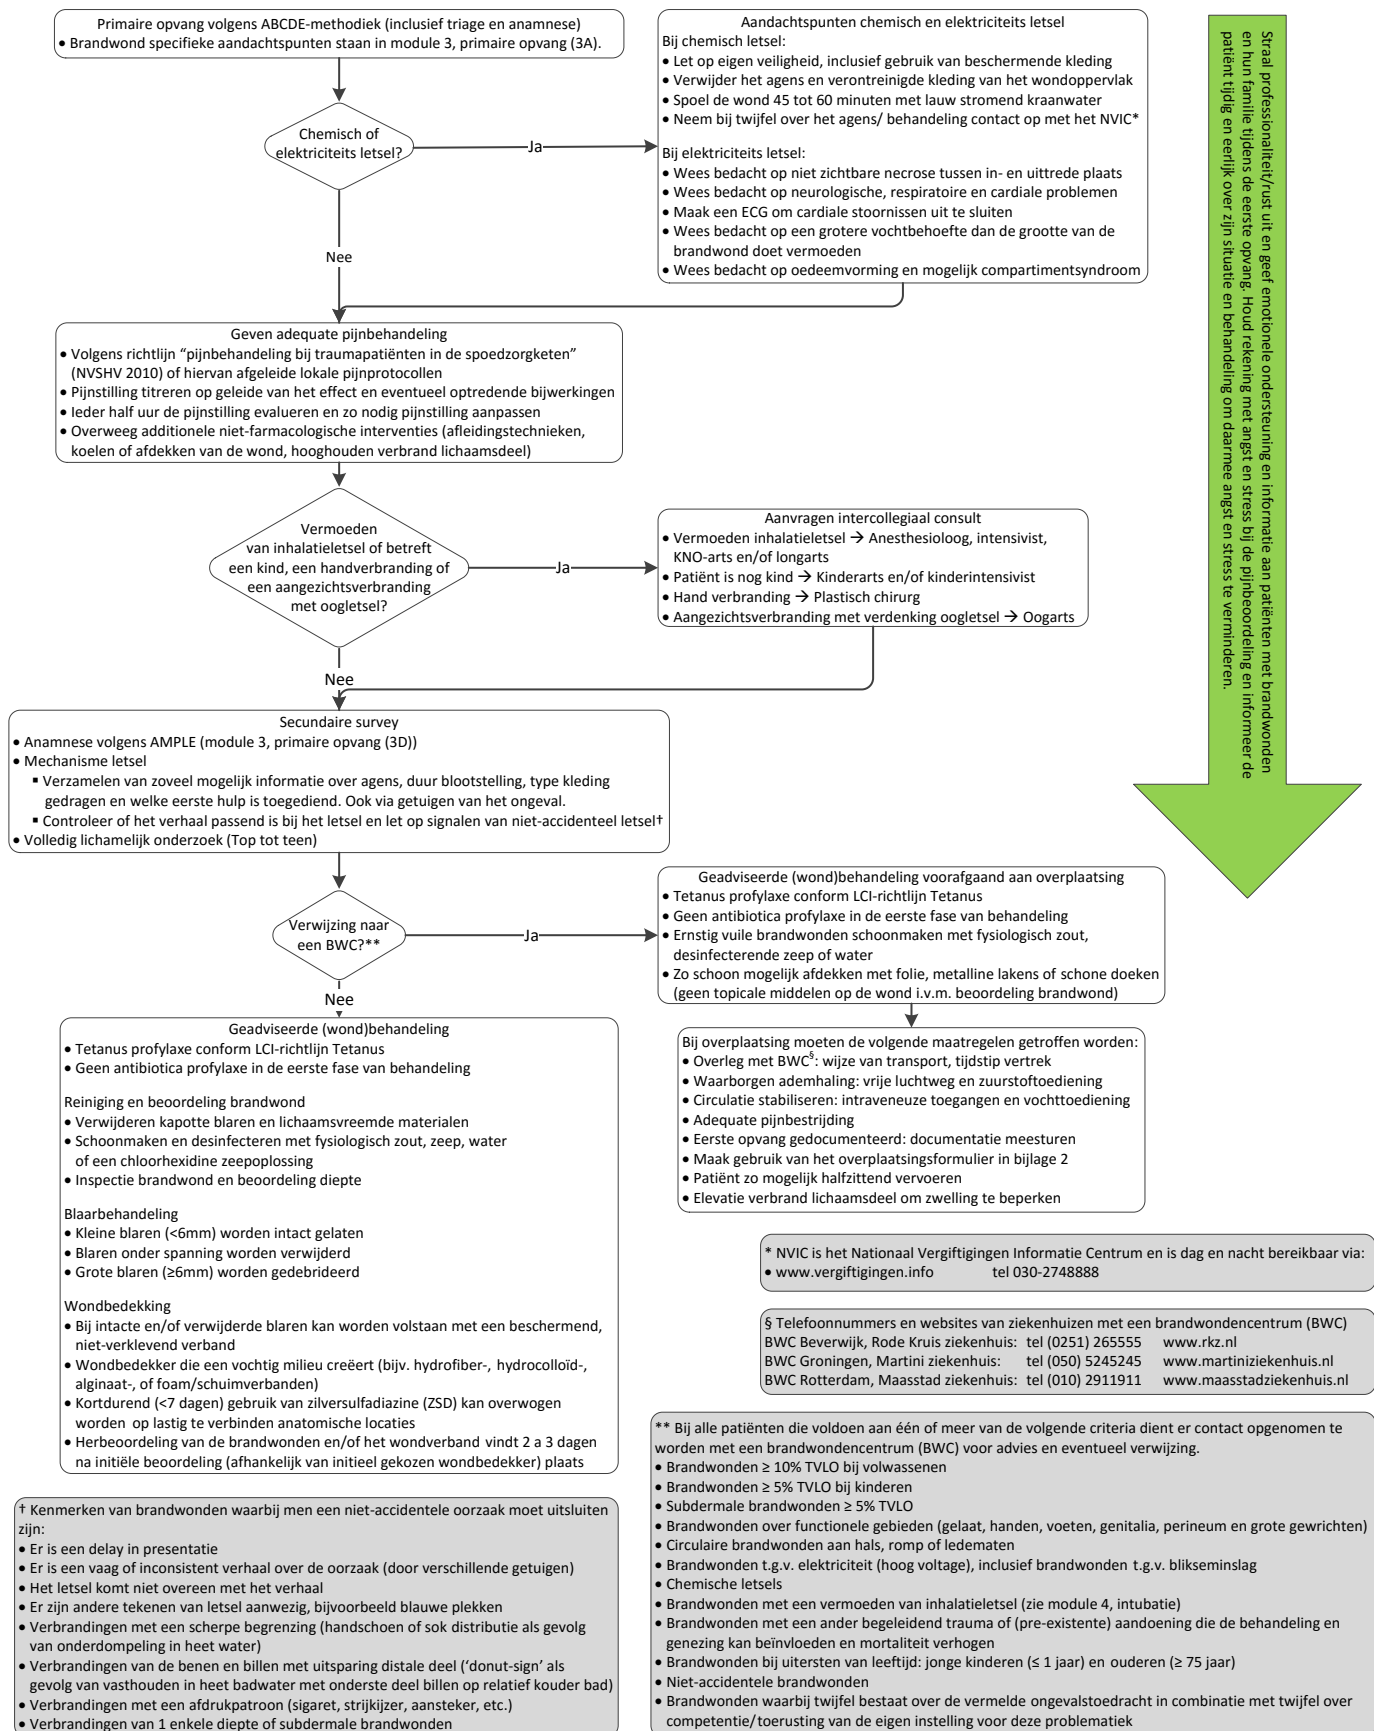 Primaire opvang volgens ABCDE-methodiek (inclusief triage en anamnese)
• Brandwond specifieke aandachtspunten staan in module 3, primaire opvang (3A).
Chemisch of
elektriciteits letsel?
Ja
Nee
Aandachtspunten chemisch en elektriciteits letsel
Bij chemisch letsel:
• Let op eigen veiligheid, inclusief gebruik van beschermende kleding
• Verwijder het agens en verontreinigde kleding van het wondoppervlak
• Spoel de wond 45 tot 60 minuten met lauw stromend kraanwater
• Neem bij twijfel over het agens/ behandeling contact op met het NVIC*
Bij elektriciteits letsel:
• Wees bedacht op niet zichtbare necrose tussen in- en uittrede plaats
• Wees bedacht op neurologische, respiratoire en cardiale problemen
• Maak een ECG om cardiale stoornissen uit te sluiten
• Wees bedacht op een grotere vochtbehoefte dan de grootte van de
brandwond doet vermoeden
• Wees bedacht op oedeemvorming en mogelijk compartimentsyndroom
Straal professionaliteit/rust uit en geef emotionele ondersteuning en informatie aan patiënten met brandwonden
en hun familie tijdens de eerste opvang. Houd rekening met angst en stress bij de pijnbeoordeling en informeer de
patiënt tijdig en eerlijk over zijn situatie en behandeling om daarmee angst en stress te verminderen.
Geven adequate pijnbehandeling
• Volgens richtlijn “pijnbehandeling bij traumapatiënten in de spoedzorgketen”
(NVSHV 2010) of hiervan afgeleide lokale pijnprotocollen
• Pijnstilling titreren op geleide van het effect en eventueel optredende bijwerkingen
• Ieder half uur de pijnstilling evalueren en zo nodig pijnstilling aanpassen
• Overweeg additionele niet-farmacologische interventies (afleidingstechnieken,
koelen of afdekken van de wond, hooghouden verbrand lichaamsdeel)
Vermoeden
van inhalatieletsel of betreft
een kind, een handverbranding of
een aangezichtsverbranding
met oogletsel?
Ja
Nee
Aanvragen intercollegiaal consult
• Vermoeden inhalatieletsel → Anesthesioloog, intensivist,
KNO-arts en/of longarts
• Patiënt is nog kind → Kinderarts en/of kinderintensivist
• Hand verbranding → Plastisch chirurg
• Aangezichtsverbranding met verdenking oogletsel → Oogarts
Secundaire survey
• Anamnese volgens AMPLE (module 3, primaire opvang (3D))
• Mechanisme letsel
▪ Verzamelen van zoveel mogelijk informatie over agens, duur blootstelling, type kleding
gedragen en welke eerste hulp is toegediend. Ook via getuigen van het ongeval.
▪ Controleer of het verhaal passend is bij het letsel en let op signalen van niet-accidenteel letsel†
• Volledig lichamelijk onderzoek (Top tot teen)
Verwijzing naar
een BWC?**
Ja
Nee
Geadviseerde (wond)behandeling voorafgaand aan overplaatsing
• Tetanus profylaxe conform LCI-richtlijn Tetanus
• Geen antibiotica profylaxe in de eerste fase van behandeling
• Ernstig vuile brandwonden schoonmaken met fysiologisch zout,
desinfecterende zeep of water
• Zo schoon mogelijk afdekken met folie, metalline lakens of schone doeken
(geen topicale middelen op de wond i.v.m. beoordeling brandwond)
Bij overplaatsing moeten de volgende maatregelen getroffen worden:
• Overleg met BWC§: wijze van transport, tijdstip vertrek
• Waarborgen ademhaling: vrije luchtweg en zuurstoftoediening
• Circulatie stabiliseren: intraveneuze toegangen en vochttoediening
• Adequate pijnbestrijding
• Eerste opvang gedocumenteerd: documentatie meesturen
• Maak gebruik van het overplaatsingsformulier in bijlage 2
• Patiënt zo mogelijk halfzittend vervoeren
• Elevatie verbrand lichaamsdeel om zwelling te beperken
Geadviseerde (wond)behandeling
• Tetanus profylaxe conform LCI-richtlijn Tetanus
• Geen antibiotica profylaxe in de eerste fase van behandeling
Reiniging en beoordeling brandwond
• Verwijderen kapotte blaren en lichaamsvreemde materialen
• Schoonmaken en desinfecteren met fysiologisch zout, zeep, water
of een chloorhexidine zeepoplossing
• Inspectie brandwond en beoordeling diepte
Blaarbehandeling
• Kleine blaren (<6mm) worden intact gelaten
• Blaren onder spanning worden verwijderd
• Grote blaren (≥6mm) worden gedebrideerd
Wondbedekking
• Bij intacte en/of verwijderde blaren kan worden volstaan met een beschermend,
niet-verklevend verband
• Wondbedekker die een vochtig milieu creëert (bijv. hydrofiber-, hydrocolloïd-,
alginaat-, of foam/schuimverbanden)
• Kortdurend (<7 dagen) gebruik van zilversulfadiazine (ZSD) kan overwogen
worden op lastig te verbinden anatomische locaties
• Herbeoordeling van de brandwonden en/of het wondverband vindt 2 a 3 dagen
na initiële beoordeling (afhankelijk van initieel gekozen wondbedekker) plaats
* NVIC is het Nationaal Vergiftigingen Informatie Centrum en is dag en nacht bereikbaar via:
• www.vergiftigingen.info tel 030-2748888
§ Telefoonnummers en websites van ziekenhuizen met een brandwondencentrum (BWC)
BWC Beverwijk, Rode Kruis ziekenhuis: tel (0251) 265555 www.rkz.nl
BWC Groningen, Martini ziekenhuis: tel (050) 5245245 www.martiniziekenhuis.nl
BWC Rotterdam, Maasstad ziekenhuis: tel (010) 2911911 www.maasstadziekenhuis.nl
† Kenmerken van brandwonden waarbij men een niet-accidentele oorzaak moet uitsluiten
zijn:
• Er is een delay in presentatie
• Er is een vaag of inconsistent verhaal over de oorzaak (door verschillende getuigen)
• Het letsel komt niet overeen met het verhaal
• Er zijn andere tekenen van letsel aanwezig, bijvoorbeeld blauwe plekken
• Verbrandingen met een scherpe begrenzing (handschoen of sok distributie als gevolg
van onderdompeling in heet water)
• Verbrandingen van de benen en billen met uitsparing distale deel (‘donut-sign’ als
gevolg van vasthouden in heet badwater met onderste deel billen op relatief kouder bad)
• Verbrandingen met een afdrukpatroon (sigaret, strijkijzer, aansteker, etc.)
• Verbrandingen van 1 enkele diepte of subdermale brandwonden
** Bij alle patiënten die voldoen aan één of meer van de volgende criteria dient er contact opgenomen te
worden met een brandwondencentrum (BWC) voor advies en eventueel verwijzing.
• Brandwonden ≥ 10% TVLO bij volwassenen
• Brandwonden ≥ 5% TVLO bij kinderen
• Subdermale brandwonden ≥ 5% TVLO
• Brandwonden over functionele gebieden (gelaat, handen, voeten, genitalia, perineum en grote gewrichten)
• Circulaire brandwonden aan hals, romp of ledematen
• Brandwonden t.g.v. elektriciteit (hoog voltage), inclusief brandwonden t.g.v. blikseminslag
• Chemische letsels
• Brandwonden met een vermoeden van inhalatieletsel (zie module 4, intubatie)
• Brandwonden met een ander begeleidend trauma of (pre-existente) aandoening die de behandeling en
genezing kan beïnvloeden en mortaliteit verhogen
• Brandwonden bij uitersten van leeftijd: jonge kinderen (≤ 1 jaar) en ouderen (≥ 75 jaar)
• Niet-accidentele brandwonden
• Brandwonden waarbij twijfel bestaat over de vermelde ongevalstoedracht in combinatie met twijfel over
competentie/toerusting van de eigen instelling voor deze problematiek